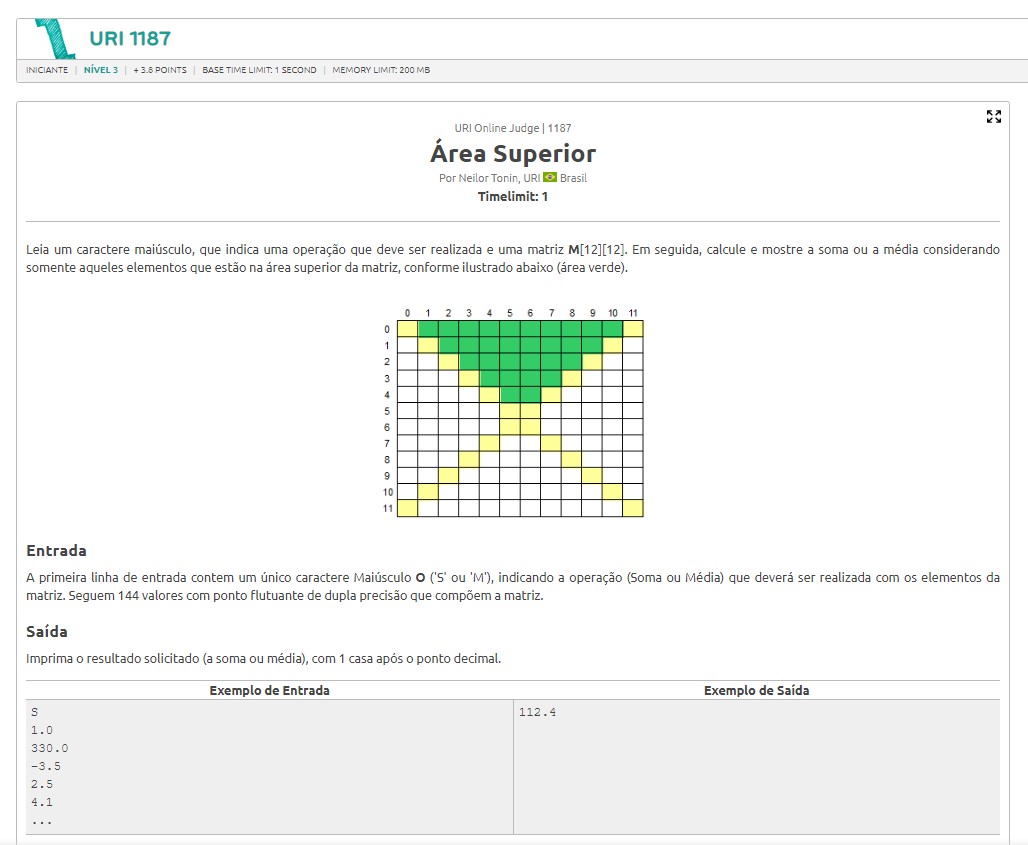 URI 1187
INICIANTE | NÍVEL 3 | + 3.8 POINTS | BASE TIME LIMIT: 1 SECOND | MEMORY LIMIT: 200 MB
URI Online Judge | 1187
Área Superior
Por Neilor Tonin, URI Brasil
Timelimit: 1
Leia um caractere maiúsculo, que indica uma operação que deve ser realizada e uma matriz M[12][12]. Em seguida, calcule e mostre a soma ou a média considerando
somente aqueles elementos que estão na área superior da matriz, conforme ilustrado abaixo (área verde).
0 1 2 3 4 5 6 7 8 9 10 11
0
1
2
3
4
5
6
7
8
9
10
11
Entrada
A primeira linha de entrada contem um único caractere Maiúsculo O ('S' ou 'M'), indicando a operação (Soma ou Média) que deverá ser realizada com os elementos da
matriz. Seguem 144 valores com ponto flutuante de dupla precisão que compõem a matriz.
Saída
Imprima o resultado solicitado (a soma ou média), com 1 casa após o ponto decimal.
Exemplo de Entrada Exemplo de Saída
S 112.4
1.0
330.0
-3.5
2.5
4.1
...